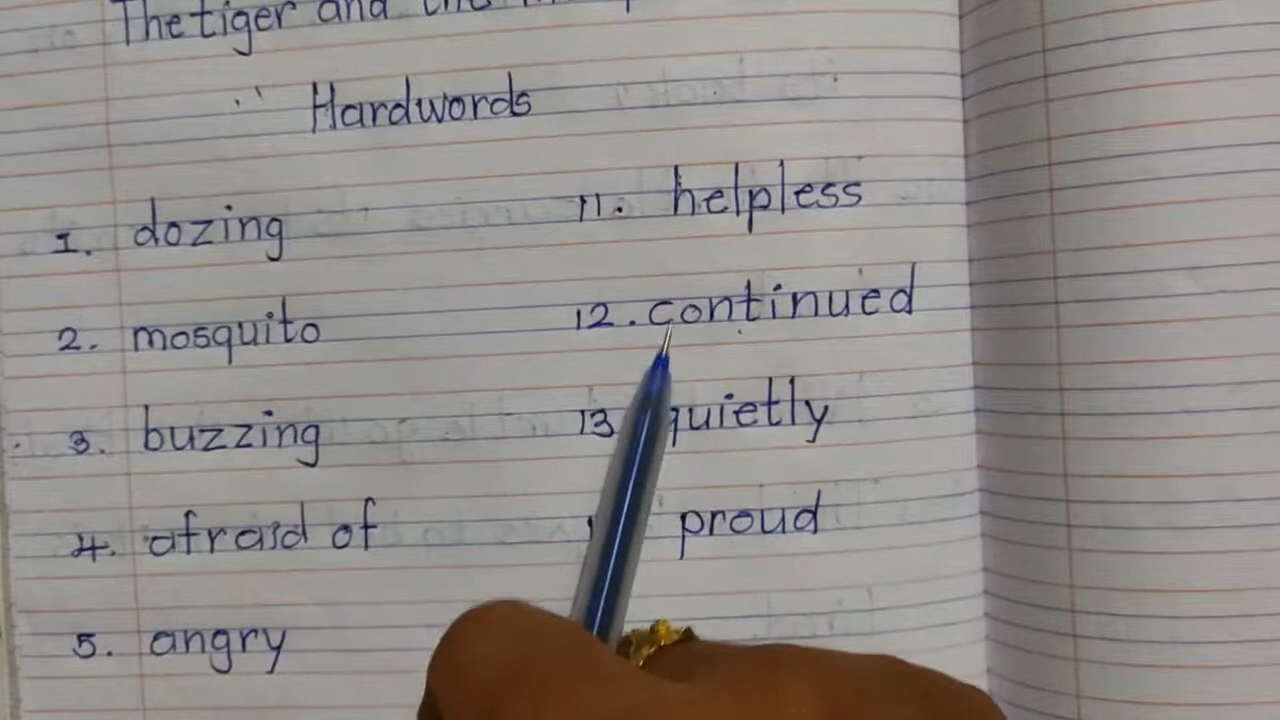 The tiger and the
Hardwords
1. dozing
2. mosquito
3. buzzing
4. afraid of
5. angry
11. helpless
12. continued
13 quietly
proud